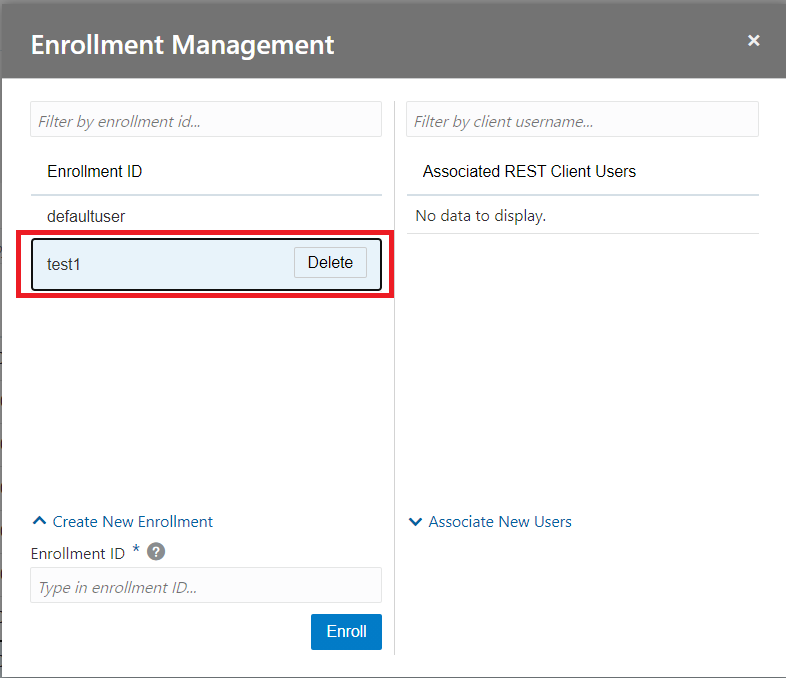 Enrollment Management
×
Filter by enrollment id...
Enrollment ID
defaultuser
test1
Delete
Create New Enrollment
Enrollment ID * ?
Type in enrollment ID...
Enroll
Filter by client username...
Associated REST Client Users
No data to display.
Associate New Users